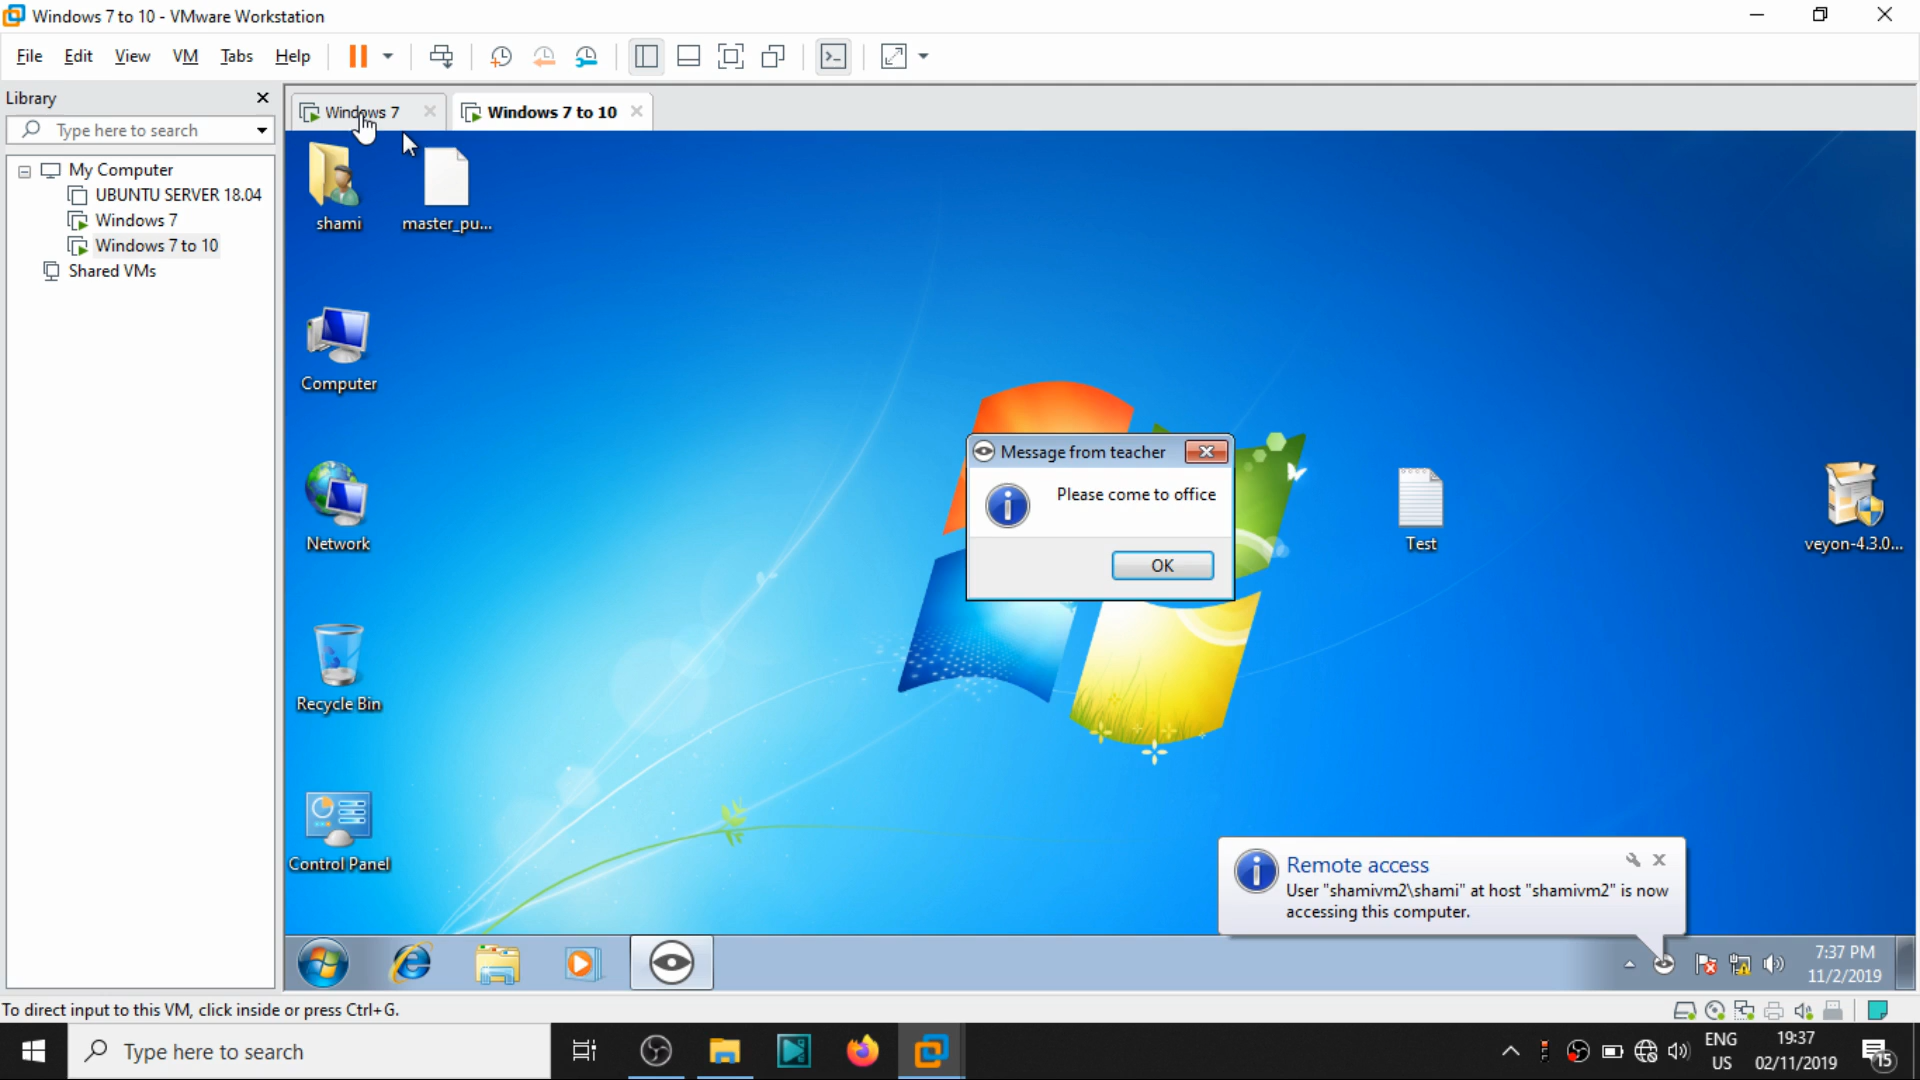 Windows 7 to 10 - VMware Workstation
File Edit View VM Tabs Help
Library
Type here to search
My Computer
UBUNTU SERVER 18.04
Windows 7
Windows 7 to 10
Shared VMs
Windows 7
Windows 7 to 10
shami
master_pu...
Computer
Network
Recycle Bin
Control Panel
Message from teacher
Please come to office
OK
Test
veyon-4.3.0...
Remote access
User "shamivm2\shami" at host "shamivm2" is now
accessing this computer.
7:37 PM
11/2/2019
To direct input to this VM, click inside or press Ctrl+G.
Type here to search
ENG
US
19:37
02/11/2019
15